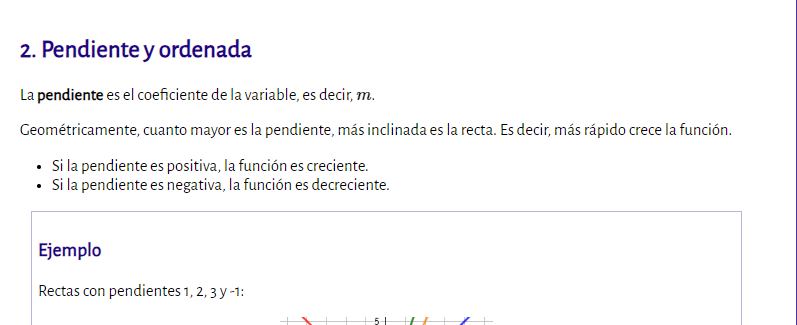 2. Pendiente y ordenada
La pendiente es el coeficiente de la variable, es decir, m.
Geométricamente, cuanto mayor es la pendiente, más inclinada es la recta. Es decir, más rápido crece la función.
• Si la pendiente es positiva, la función es creciente.
• Si la pendiente es negativa, la función es decreciente.
Ejemplo
Rectas con pendientes 1, 2, 3 y -1:
5